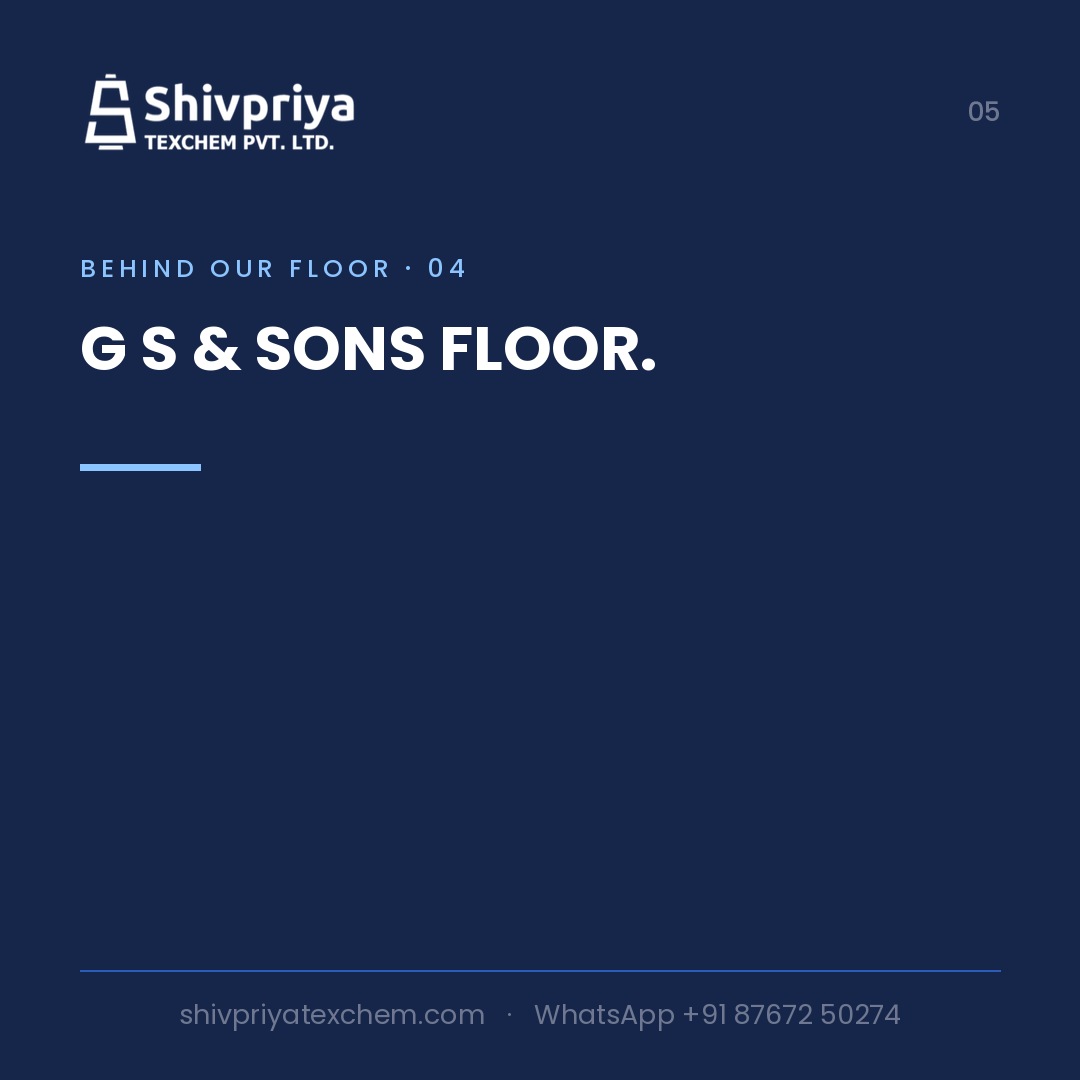 Shivpriya
TEXCHEM PVT. LTD.
05
BEHIND OUR FLOOR · 04
G S & SONS FLOOR.
shivpriyatexchem.com · WhatsApp +91 87672 50274